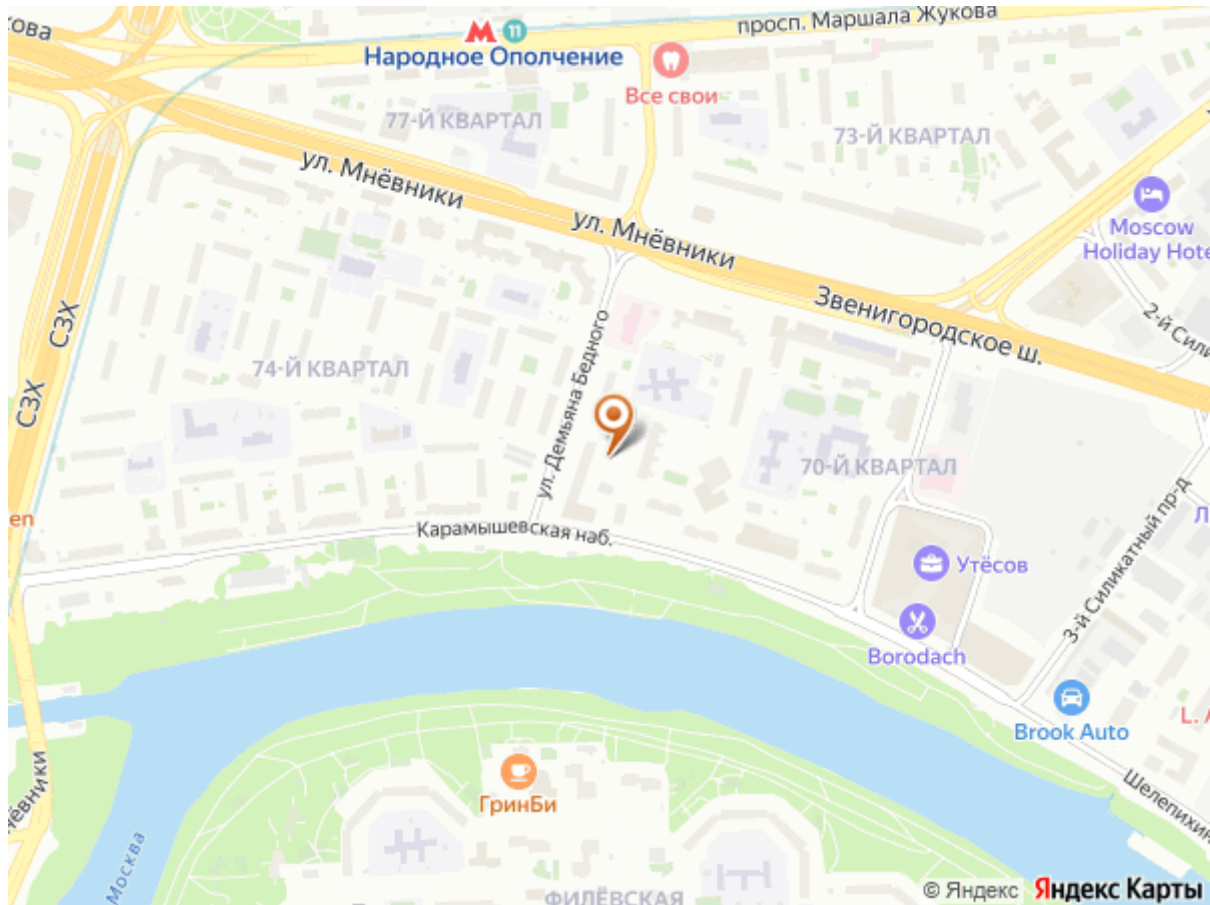 кова
просп. Маршала Жукова
11
Народное Ополчение
Все свои
77-Й КВАРТАЛ
73-Й КВАРТАЛ
ул. Мнёвники
ул. Мнёвники
Moscow
Holiday Hote
Звенигородское ш.
2-й Сили
СЗХ
СЗХ
74-Й КВАРТАЛ
ул. Демьяна Бедного
70-Й КВАРТАЛ
en
Карамышевская наб.
3-й Силикатный пр-д
Л
Утёсов
Borodach
Brook Auto
L. A
ГринБи
Шелепихин
нёвники
Москва
ФИЛЁВСКАЯ
© Яндекс Яндекс Карты